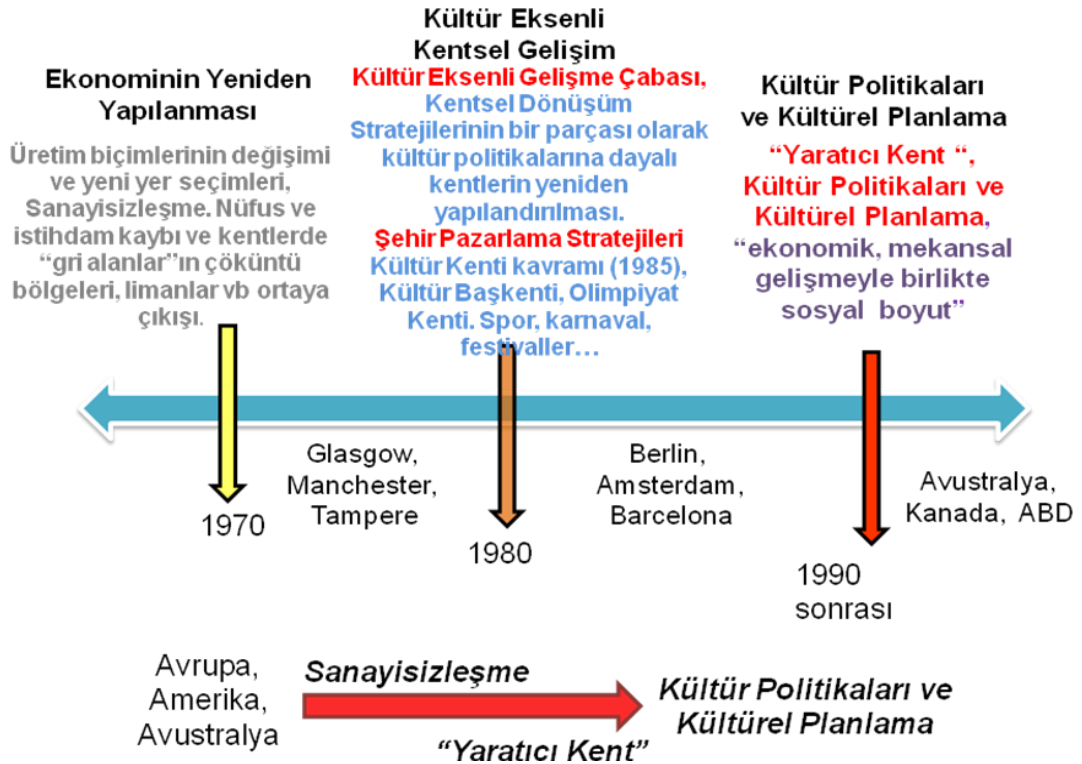 Ekonominin Yeniden
Yapılanması
Üretim biçimlerinin değişimi
ve yeni yer seçimleri,
Sanayisizleşme. Nüfus ve
istihdam kaybı ve kentlerde
“gri alanlar”ın çöküntü
bölgeleri, limanlar vb ortaya
çıkışı.
Kültür Eksenli
Kentsel Gelişim
Kültür Eksenli Gelişme Çabası,
Kentsel Dönüşüm
Stratejilerinin bir parçası olarak
kültür politikalarına dayalı
kentlerin yeniden
yapılandırılması.
Şehir Pazarlama Stratejileri
Kültür Kenti kavramı (1985),
Kültür Başkenti, Olimpiyat
Kenti. Spor, karnaval,
festivaller…
Kültür Politikaları
ve Kültürel Planlama
“Yaratıcı Kent “,
Kültür Politikaları ve
Kültürel Planlama,
“ekonomik, mekansal
gelişmeyle birlikte
sosyal boyut”
1970
Glasgow,
Manchester,
Tampere
1980
Berlin,
Amsterdam,
Barcelona
1990
sonrası
Avustralya,
Kanada, ABD
Avrupa,
Amerika,
Avustralya
Sanayisizleşme
“Yaratıcı Kent”
Kültür Politikaları ve
Kültürel Planlama